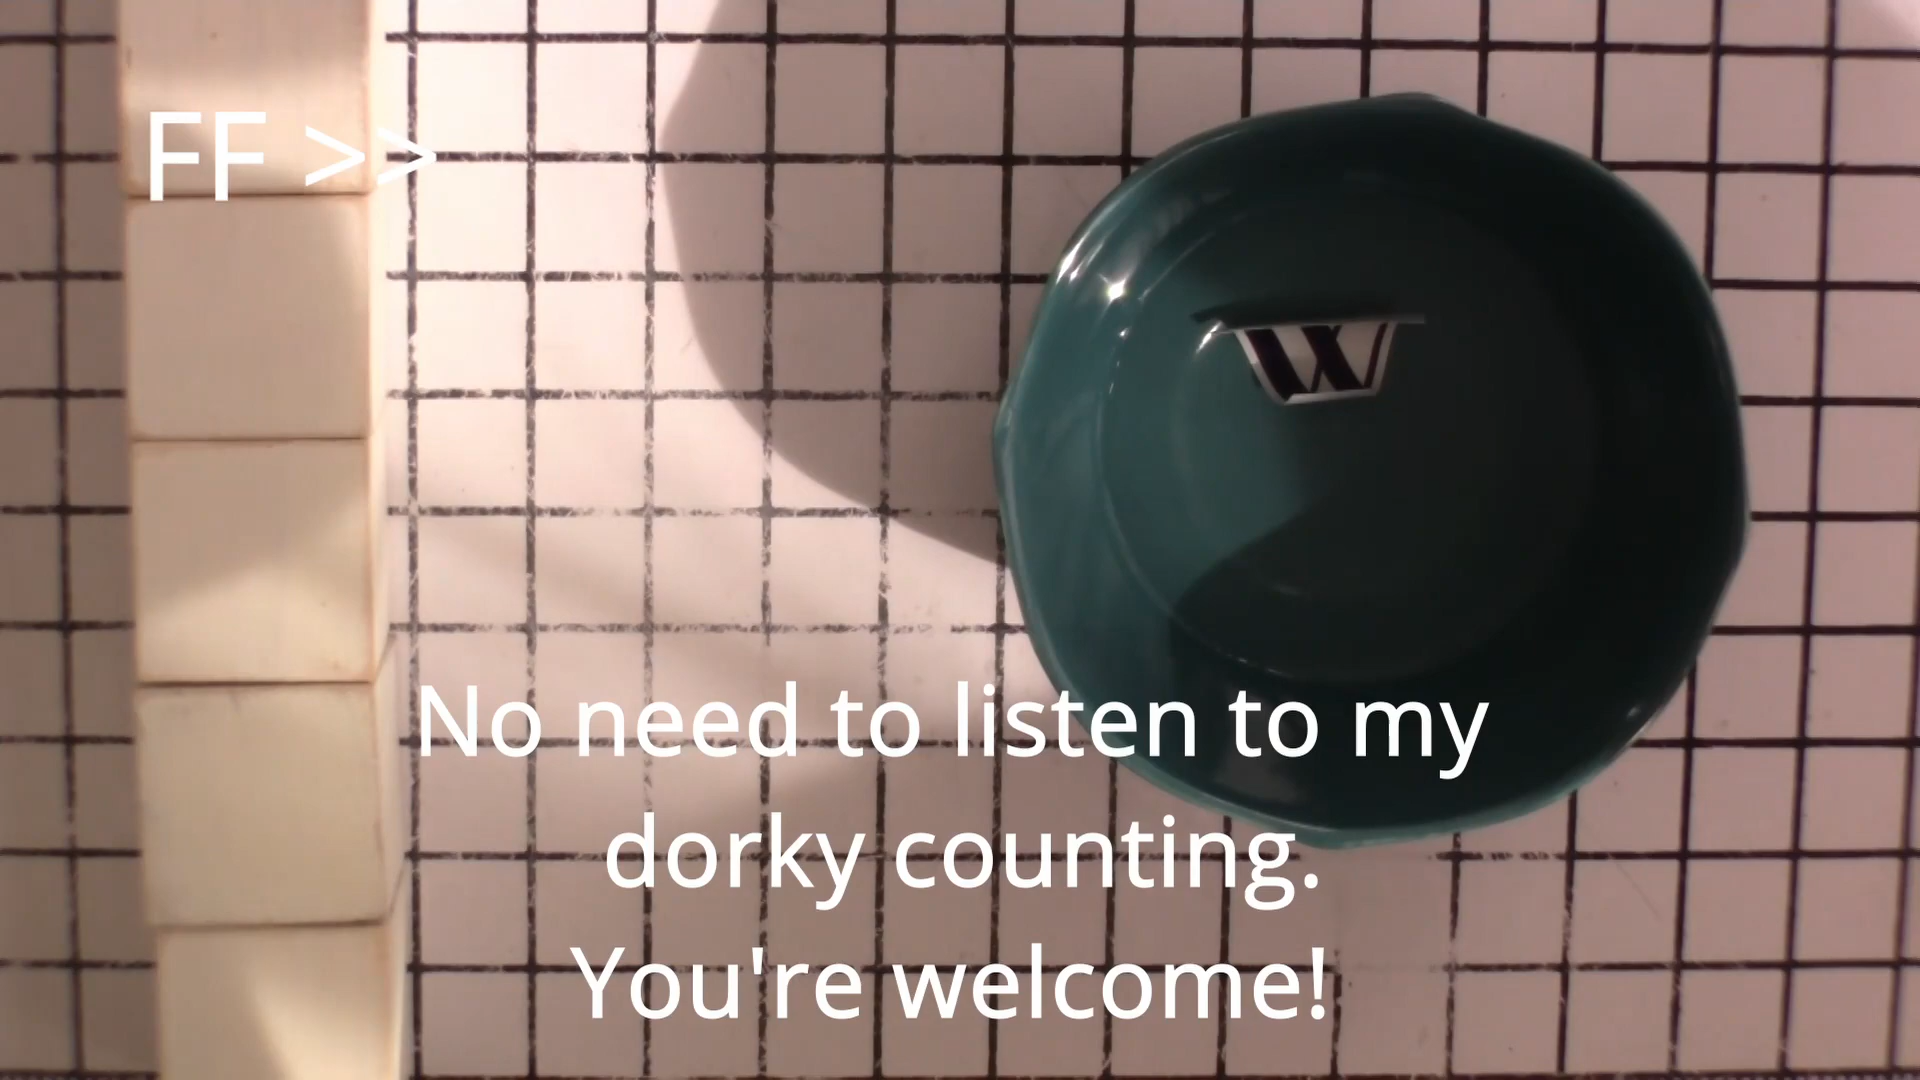 FF >>
W
No need to listen to my
dorky counting.
You're welcome!